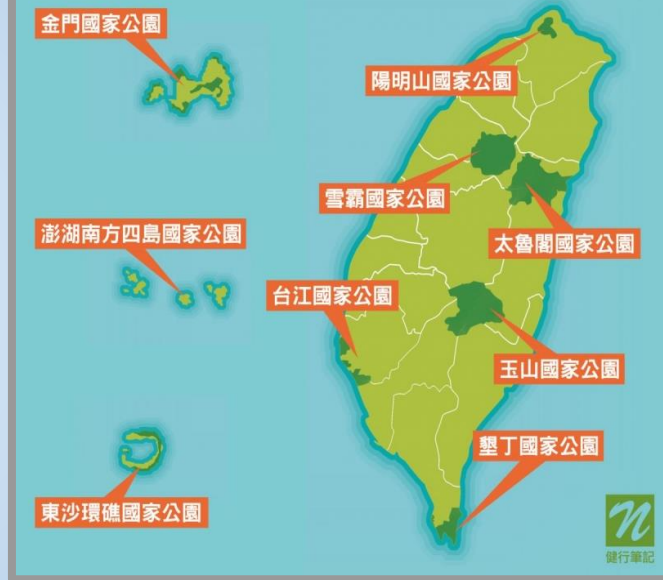 金門國家公園
陽明山國家公園
雪霸國家公園
太魯閣國家公園
澎湖南方四島國家公園
台江國家公園
玉山國家公園
墾丁國家公園
東沙環礁國家公園
n
健行筆記